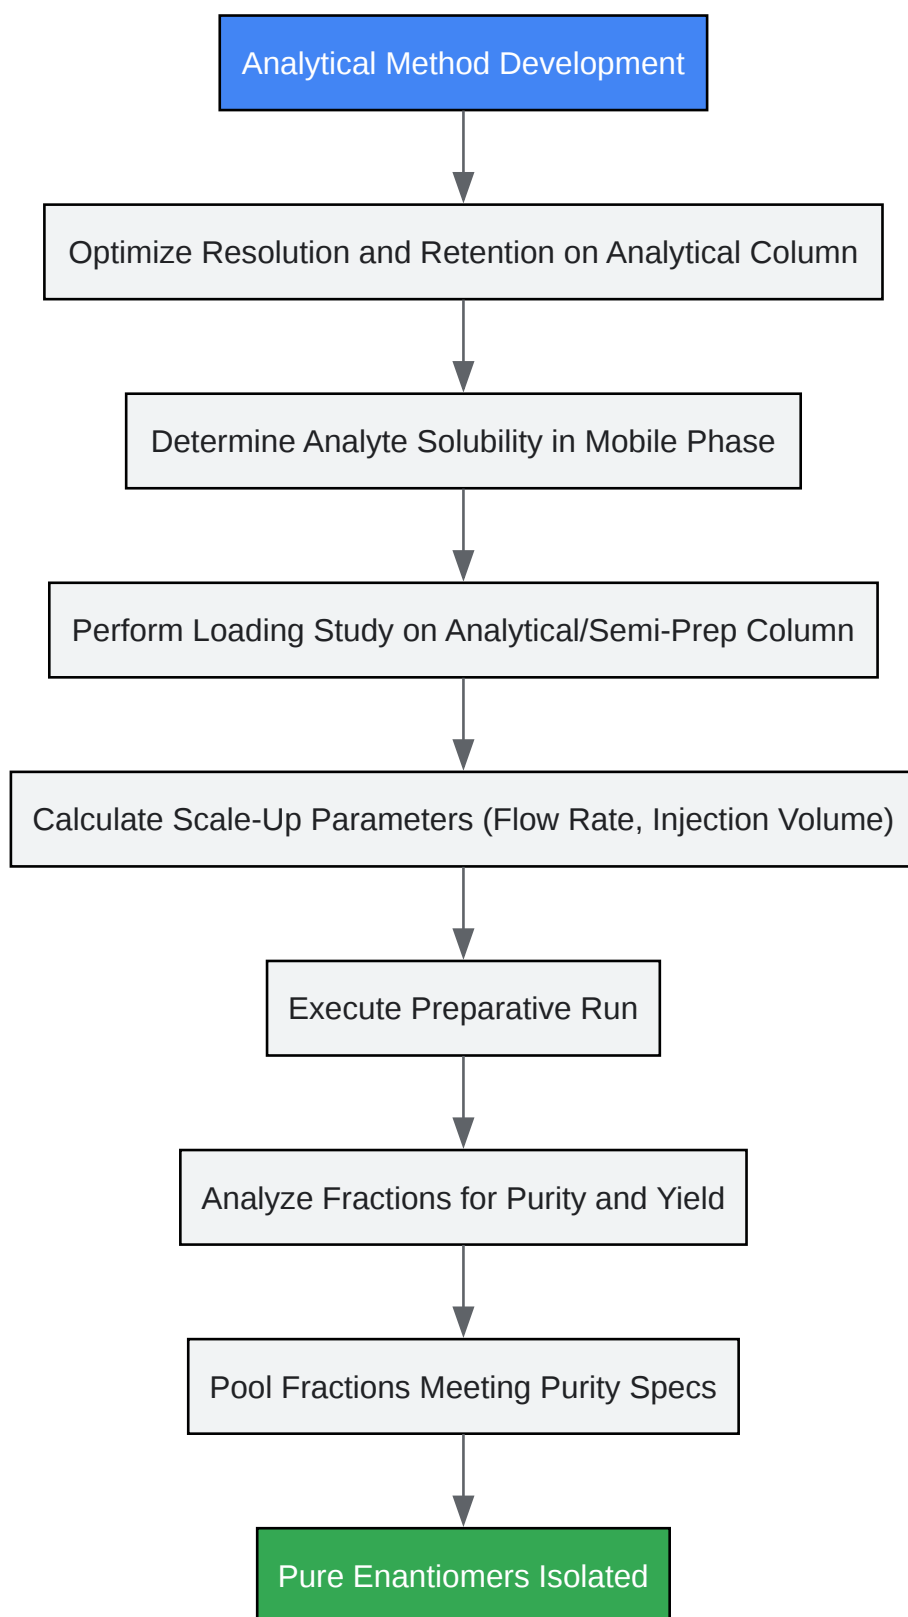 Analytical Method Development
Optimize Resolution and Retention on Analytical Column
Determine Analyte Solubility in Mobile Phase
Perform Loading Study on Analytical/Semi-Prep Column
Calculate Scale-Up Parameters (Flow Rate, Injection Volume)
Execute Preparative Run
Analyze Fractions for Purity and Yield
Pool Fractions Meeting Purity Specs
Pure Enantiomers Isolated